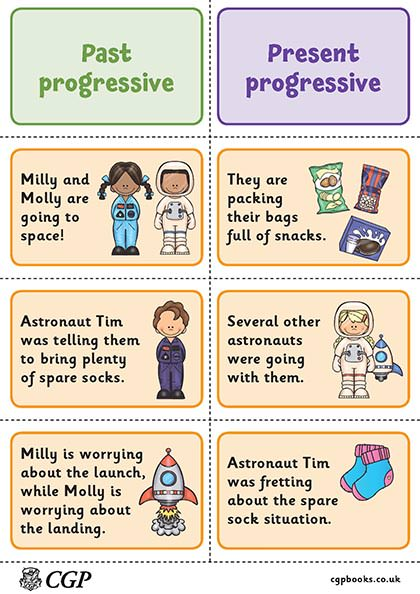 Past
progressive
Present
progressive
Milly and
Molly are
going to
space!
They are
packing
their bags
full of snacks.
Astronaut Tim
was telling them
to bring plenty
of spare socks.
Several other
astronauts
were going
with them.
Milly is worrying
about the launch,
while Molly is
worrying about
the landing.
Astronaut Tim
was fretting
about the spare
sock situation.
CGP
cgpbooks.co.uk